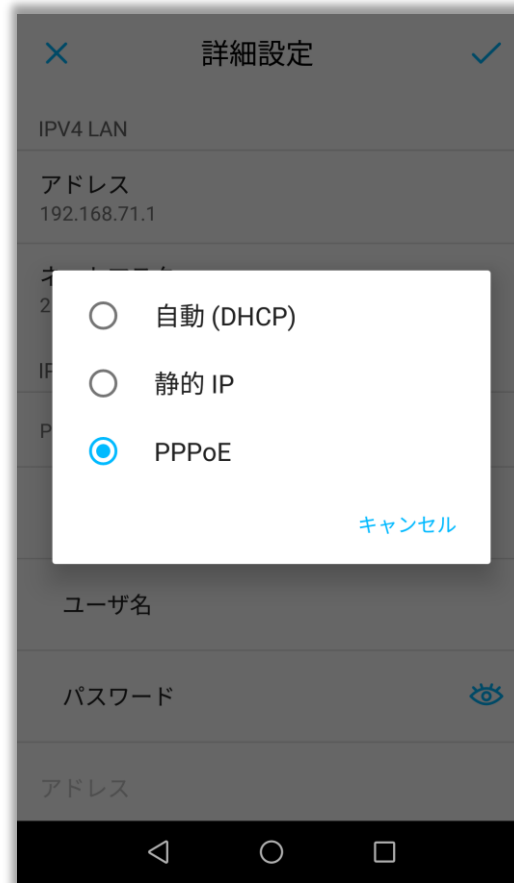 詳細設定
IPV4 LAN
アドレス
192.168.71.1
自動 (DHCP)
静的 IP
PPPoE
キャンセル
ユーザ名
パスワード
アドレス